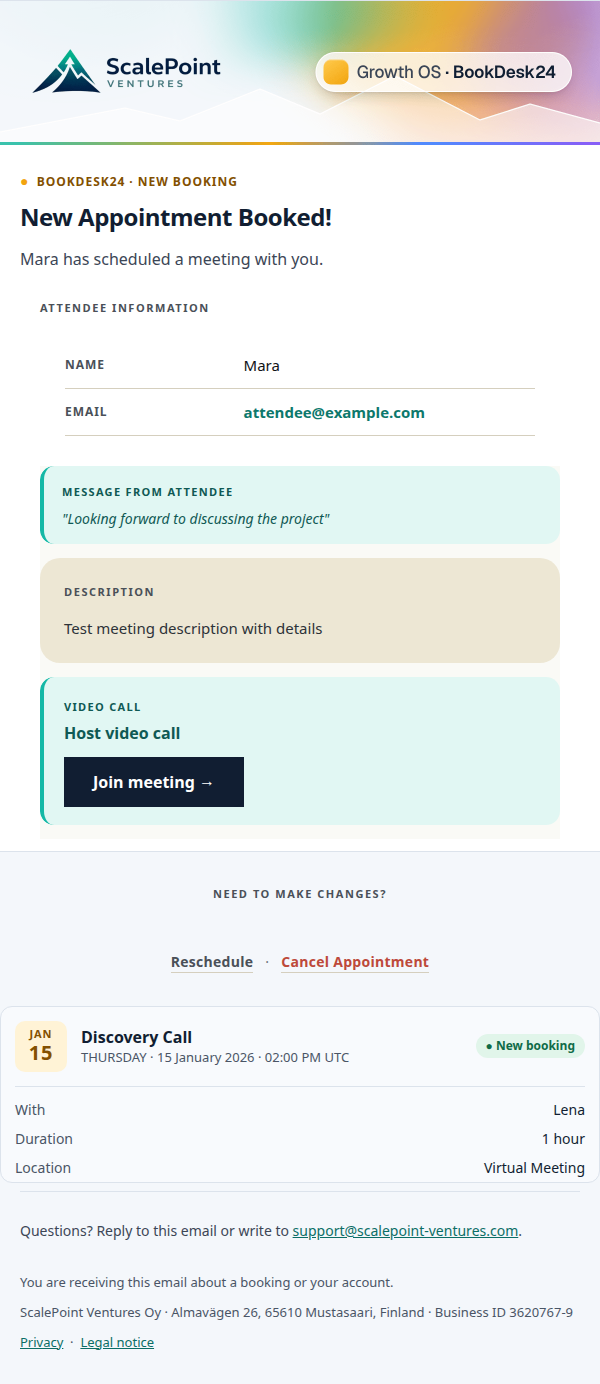 ScalePoint
VENTURES
Growth OS · BookDesk24
BOOKDESK24 · NEW BOOKING
New Appointment Booked!
Mara has scheduled a meeting with you.
ATTENDEE INFORMATION
NAME Mara
EMAIL attendee@example.com
MESSAGE FROM ATTENDEE
"Looking forward to discussing the project"
DESCRIPTION
Test meeting description with details
VIDEO CALL
Host video call
Join meeting →
NEED TO MAKE CHANGES?
Reschedule · Cancel Appointment
JAN
15
Discovery Call
THURSDAY · 15 January 2026 · 02:00 PM UTC
● New booking
With Lena
Duration 1 hour
Location Virtual Meeting
Questions? Reply to this email or write to support@scalepoint-ventures.com.
You are receiving this email about a booking or your account.
ScalePoint Ventures Oy · Almavägen 26, 65610 Mustasaari, Finland · Business ID 3620767-9
Privacy · Legal notice